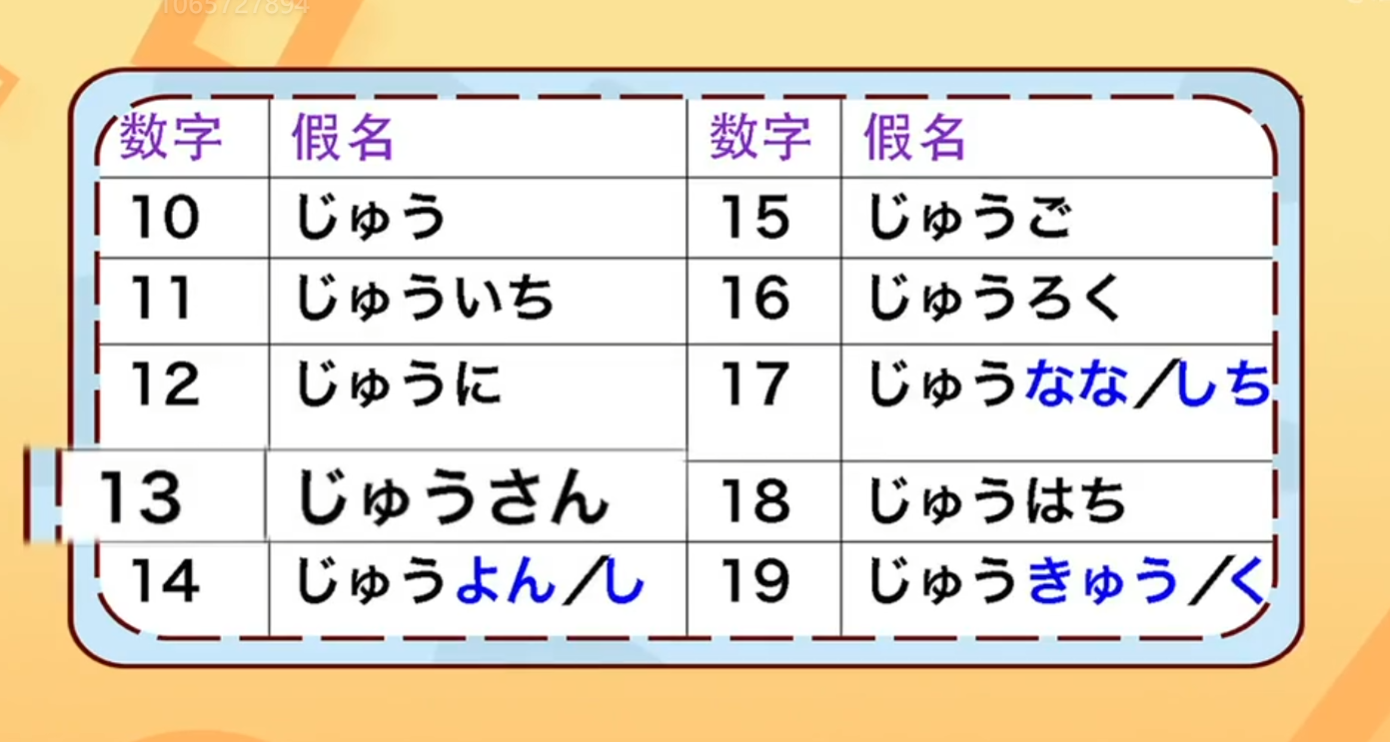 1065727894
数字 假名 数字 假名
10 じゅう 15 じゅうご
11 じゅういち 16 じゅうろく
12 じゅうに 17 じゅうなな/しち
13 じゅうさん 18 じゅうはち
14 じゅうよん/し 19 じゅうきゅう/く